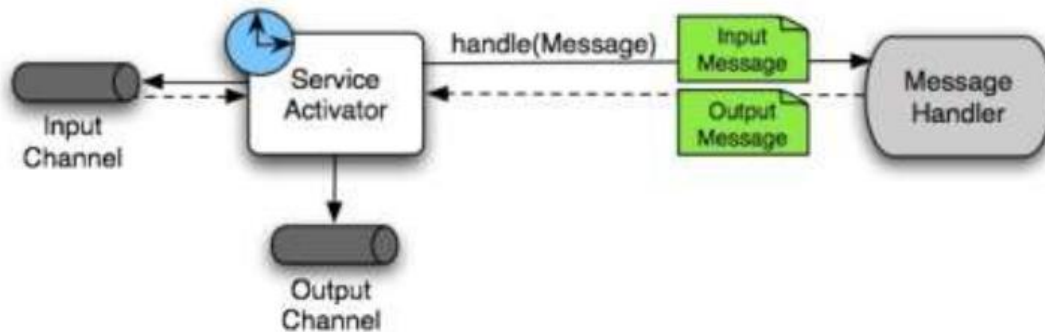 handle(Message)
Input
Message
Service
Activator
Message
Handler
Input
Channel
Output
Message
Output
Channel